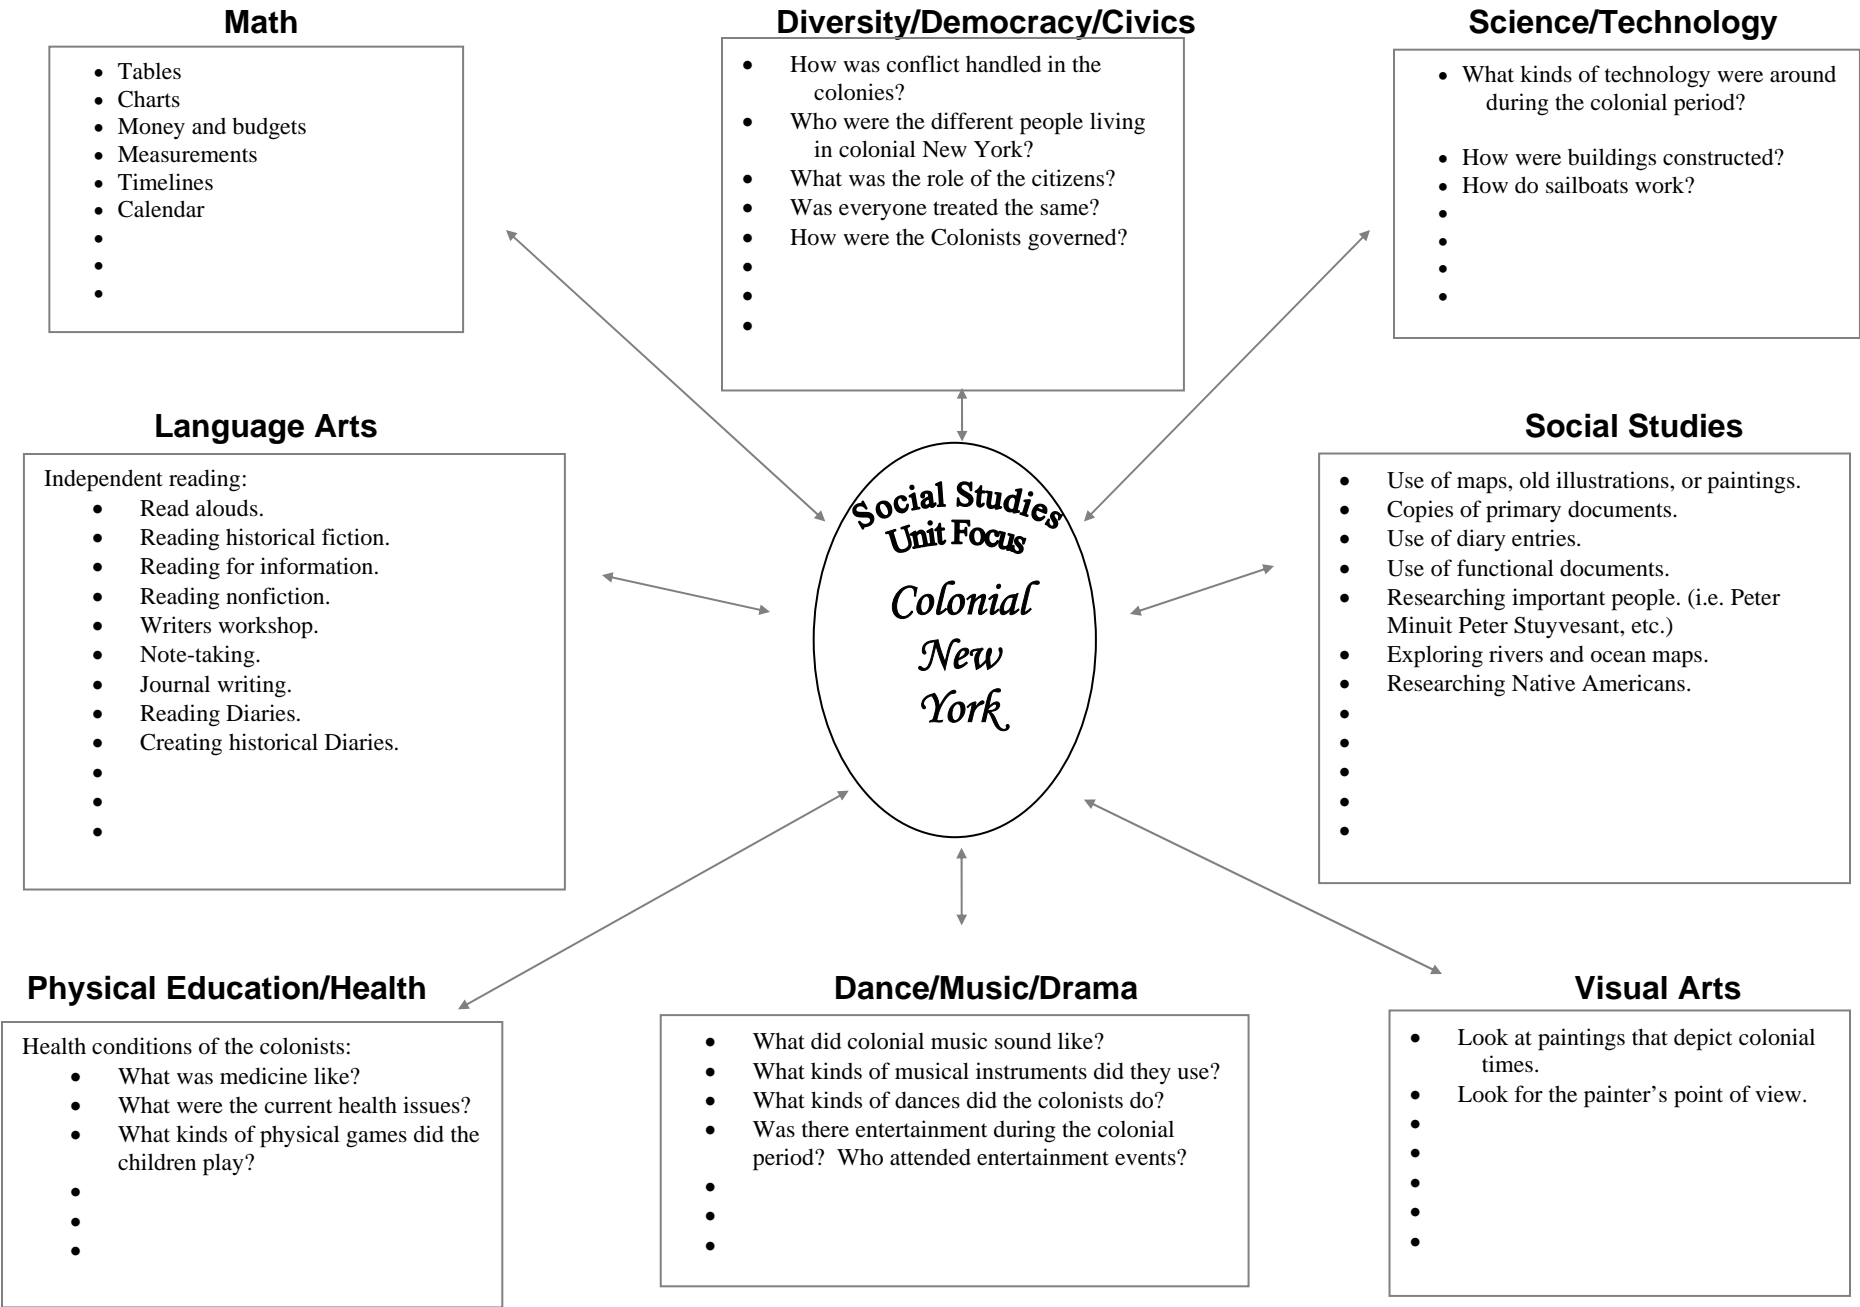 Math
• Tables
• Charts
• Money and budgets
• Measurements
• Timelines
• Calendar
•
•
•
Diversity/Democracy/Civics
• How was conflict handled in the
colonies?
• Who were the different people living
in colonial New York?
• What was the role of the citizens?
• Was everyone treated the same?
• How were the Colonists governed?
•
•
•
Science/Technology
• What kinds of technology were around
during the colonial period?
• How were buildings constructed?
• How do sailboats work?
•
•
•
•
Language Arts
Independent reading:
• Read alouds.
• Reading historical fiction.
• Reading for information.
• Reading nonfiction.
• Writers workshop.
• Note-taking.
• Journal writing.
• Reading Diaries.
• Creating historical Diaries.
•
•
•
Social Studies
Unit Focus
Colonial
New
York
Social Studies
• Use of maps, old illustrations, or paintings.
• Copies of primary documents.
• Use of diary entries.
• Use of functional documents.
• Researching important people. (i.e. Peter
Minuit Peter Stuyvesant, etc.)
• Exploring rivers and ocean maps.
• Researching Native Americans.
•
•
•
•
•
Physical Education/Health
Health conditions of the colonists:
• What was medicine like?
• What were the current health issues?
• What kinds of physical games did the
children play?
•
•
•
Dance/Music/Drama
• What did colonial music sound like?
• What kinds of musical instruments did they use?
• What kinds of dances did the colonists do?
• Was there entertainment during the colonial
period?  Who attended entertainment events?
•
•
•
Visual Arts
• Look at paintings that depict colonial
times.
• Look for the painter’s point of view.
•
•
•
•
•